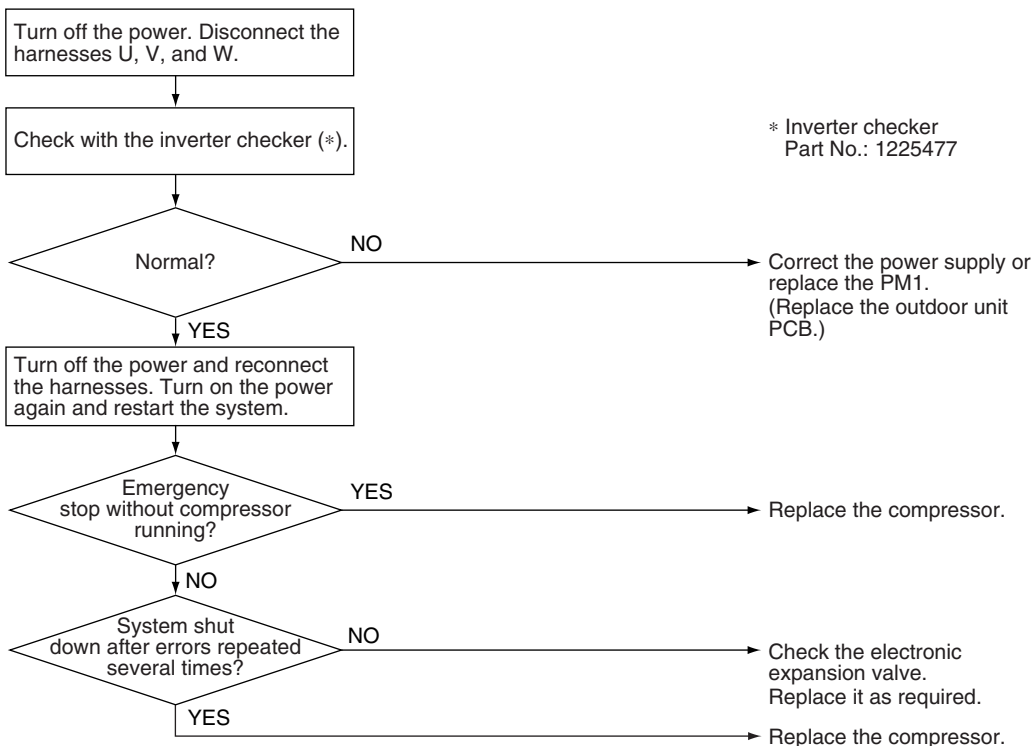 Turn off the power. Disconnect the
harnesses U, V, and W.
Check with the inverter checker (*).
* Inverter checker
Part No.: 1225477
Normal?
NO
Correct the power supply or
replace the PM1.
(Replace the outdoor unit
PCB.)
YES
Turn off the power and reconnect
the harnesses. Turn on the power
again and restart the system.
Emergency
stop without compressor
running?
YES
Replace the compressor.
NO
System shut
down after errors repeated
several times?
NO
Check the electronic
expansion valve.
Replace it as required.
YES
Replace the compressor.